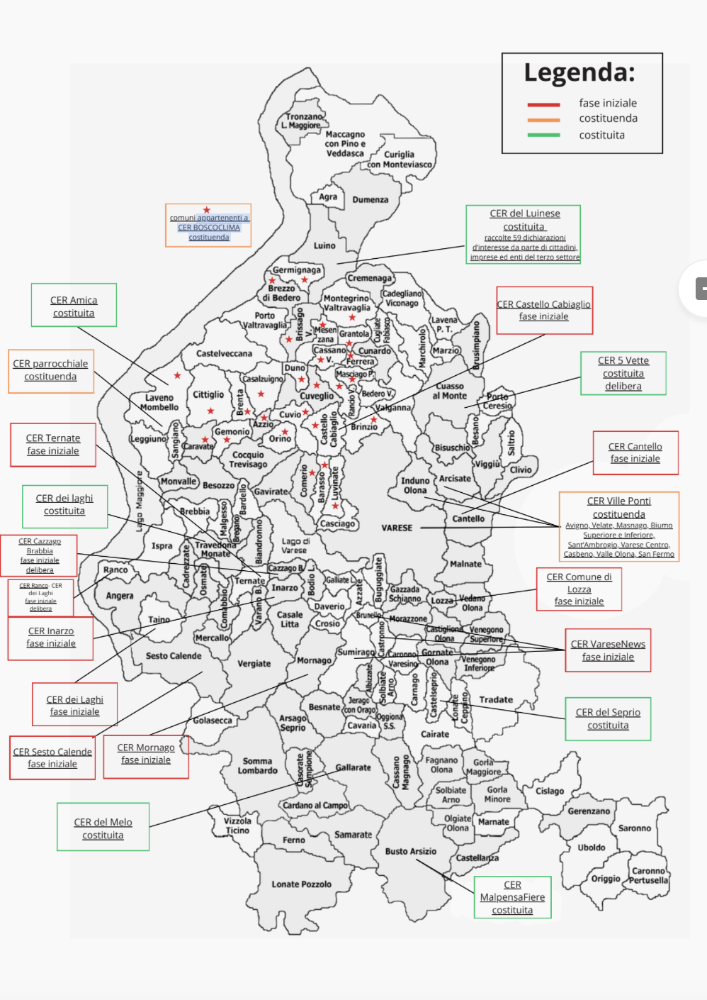 Legenda:
fase iniziale
costituenda
costituita
Tronzano
L. Maggiore
Maccagno
con Pino e
Veddasca
Curiglia
con Monteviasco
Agra
Dumenza
comuni appartenenti a
CER BOSCOCLIMA
costituenda
CER del Luinese
costituita
raccolte 59 dichiarazioni
d'interesse da parte di cittadini,
imprese ed enti del terzo settore
Luino
Germignaga
Cremenaga
Brezzo
di Bedero
CER Amica
costituita
Montegrino
Valtravaglia
Cadegliano
Viconago
CER Castello Cabiaglio
fase iniziale
Porto
Valtravaglia
Brissago
V.
Mesen
zana
Grantola
Cugliate
Fabiasco
Lavena
P. T.
Marchirolo
Marzio
Brusimpiano
Castelveccana
Cassano
V.
Cunardo
Ferrera
CER parrocchiale
costituenda
CER 5 Vette
costituita
delibera
Duno
Masciago P.
Casalzuigno
Cuveglio
Rancio V.
Bedero V.
Cuasso
al Monte
Porto
Ceresio
Laveno
Mombello
Cittiglio
Brenta
Valganna
Cuvio
Azzio
Castello
Cabiaglio
Brinzio
Besano
Saltrio
CER Ternate
fase iniziale
Leggiuno
Sangiano
Caravate
Gemonio
Orino
Bisuschio
CER Cantello
fase iniziale
Cocquio
Trevisago
Viggiù
Clivio
Lago Maggiore
Monvalle
Besozzo
Gavirate
Comerio
Barasso
Luvinate
Induno
Olona
Arcisate
CER dei laghi
costituita
Brebbia
Malgesso
Bardello
Bregano
Biandronno
Casciago
VARESE
Cantello
CER Ville Ponti
costituenda
Avigno, Velate, Masnago, Biumo
Superiore e Inferiore,
Sant'Ambrogio, Varese Centro,
Casbeno, Valle Olona, San Fermo
CER Cazzago
Brabbia
fase iniziale
delibera
Ispra
Travedona
Monate
Lago di
Varese
Cadrezzate
Osmate
Ranco
Cazzago B.
Bodio L.
Galliate L.
Azzate
Buguggiate
Malnate
CER Ranco- CER
dei Laghi
fase iniziale
delibera
Angera
Ternate
Comabbio
Varano B.
Inarzo
Daverio
Gazzada
Schianno
Lozza
Vedano
Olona
CER Comune di
Lozza
fase iniziale
CER Inarzo
fase iniziale
Taino
Casale
Litta
Crosio
Brunello
Morazzone
Castiglione
Olona
Venegono
Superiore
Mercallo
Castronno
CER VareseNews
fase iniziale
Sesto Calende
Vergiate
Mornago
Sumirago
Caronno
Varesino
Gornate
Olona
Venegono
Inferiore
Albizzate
Solbiate
Arno
Carnago
Castelseprio
Lonate
Ceppino
Tradate
CER dei Laghi
fase iniziale
Besnate
Jerago
con Orago
Oggiona
S.S.
CER del Seprio
costituita
Golasecca
Arsago
Seprio
Cavaria
Cairate
CER Sesto Calende
fase iniziale
CER Mornago
fase iniziale
Somma
Lombardo
Casorate
Sempione
Gallarate
Cassano
Magnago
Fagnano
Olona
Gorla
Maggiore
Solbiate
Arno
Gorla
Minore
Cislago
CER del Melo
costituita
Cardano al Campo
Gerenzano
Vizzola
Ticino
Olgiate
Olona
Marnate
Saronno
Ferno
Samarate
Busto Arsizio
Castellanza
Uboldo
Lonate Pozzolo
Origgio
Caronno
Pertusella
CER
MalpensaFiere
costituita